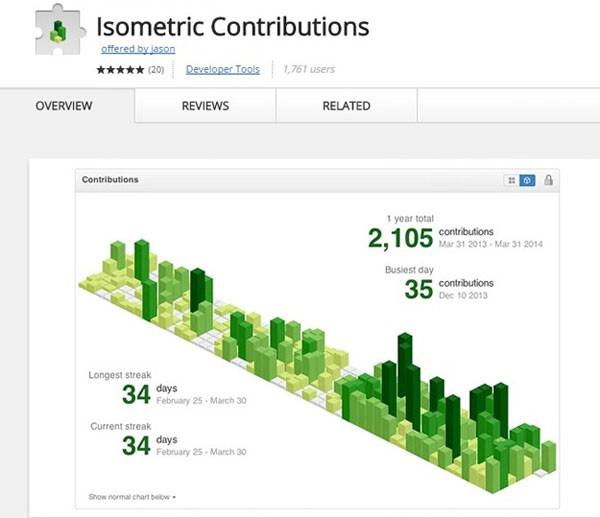 Isometric Contributions
offered by jason
★★★★★ (20) Developer Tools 1,761 users
OVERVIEW REVIEWS RELATED
Contributions
1 year total
2,105 contributions
Mar 31 2013 - Mar 31 2014
Busiest day
35 contributions
Dec 10 2013
Longest streak
34 days
February 25 - March 30
Current streak
34 days
February 25 - March 30
Show normal chart below